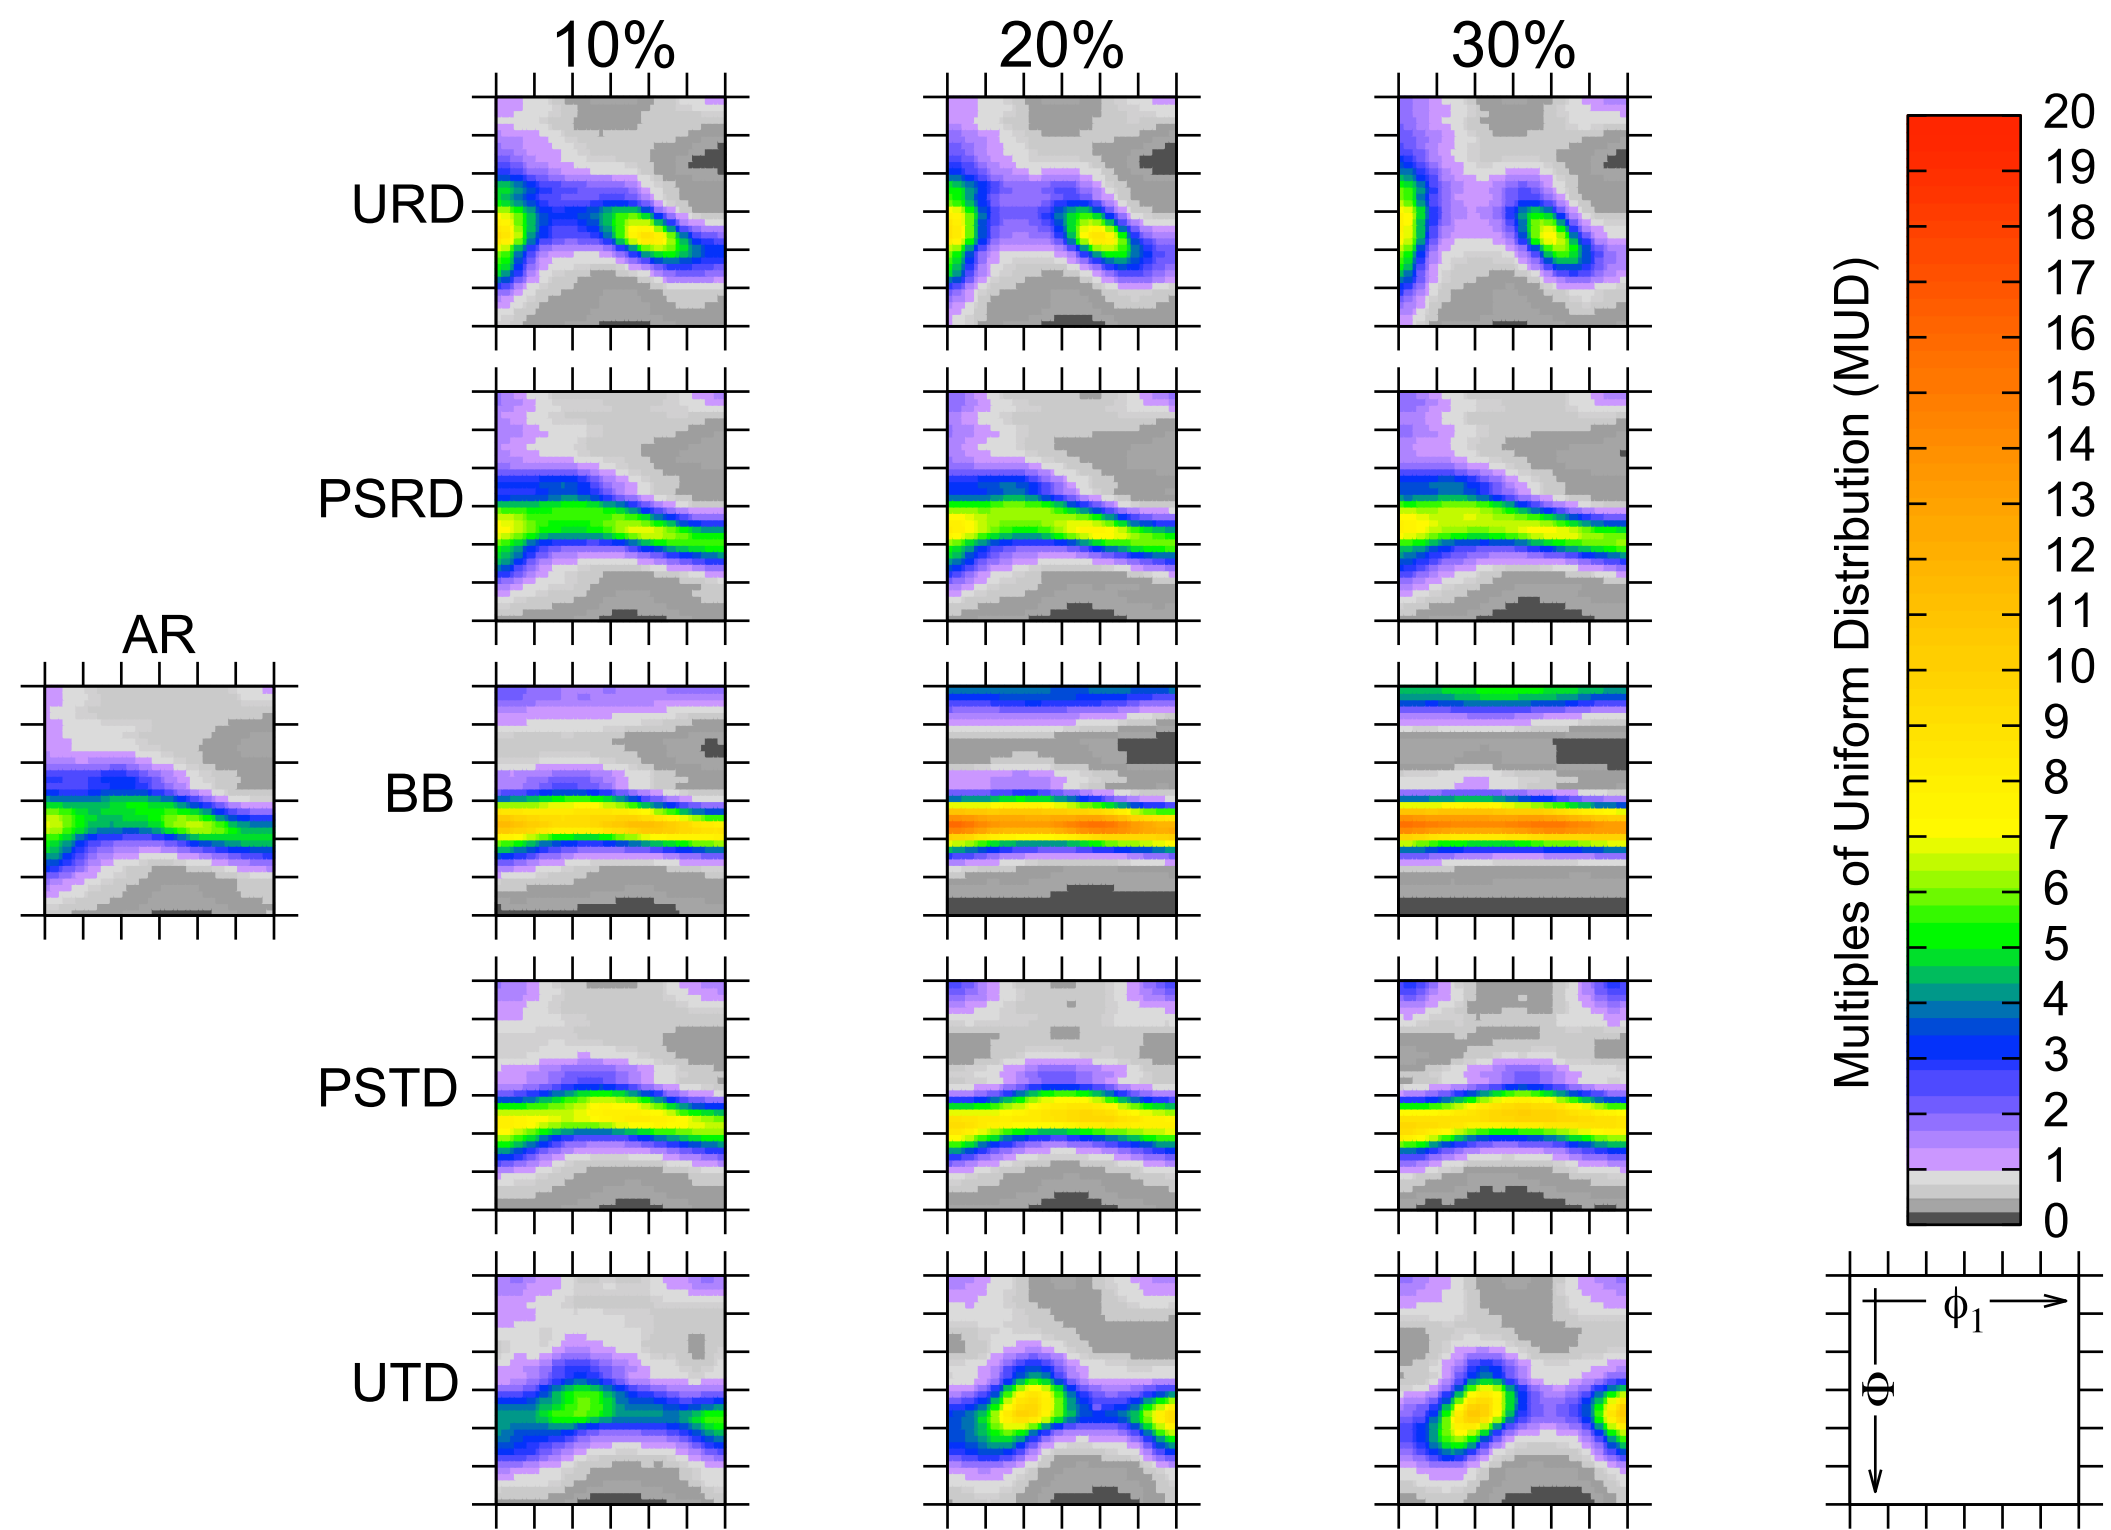 10% 20% 30%
URD
PSRD
AR
BB
PSTD
UTD
Multiples of Uniform Distribution (MUD)
20
19
18
17
16
15
14
13
12
11
10
9
8
7
6
5
4
3
2
1
0
ϕ₁
Φ